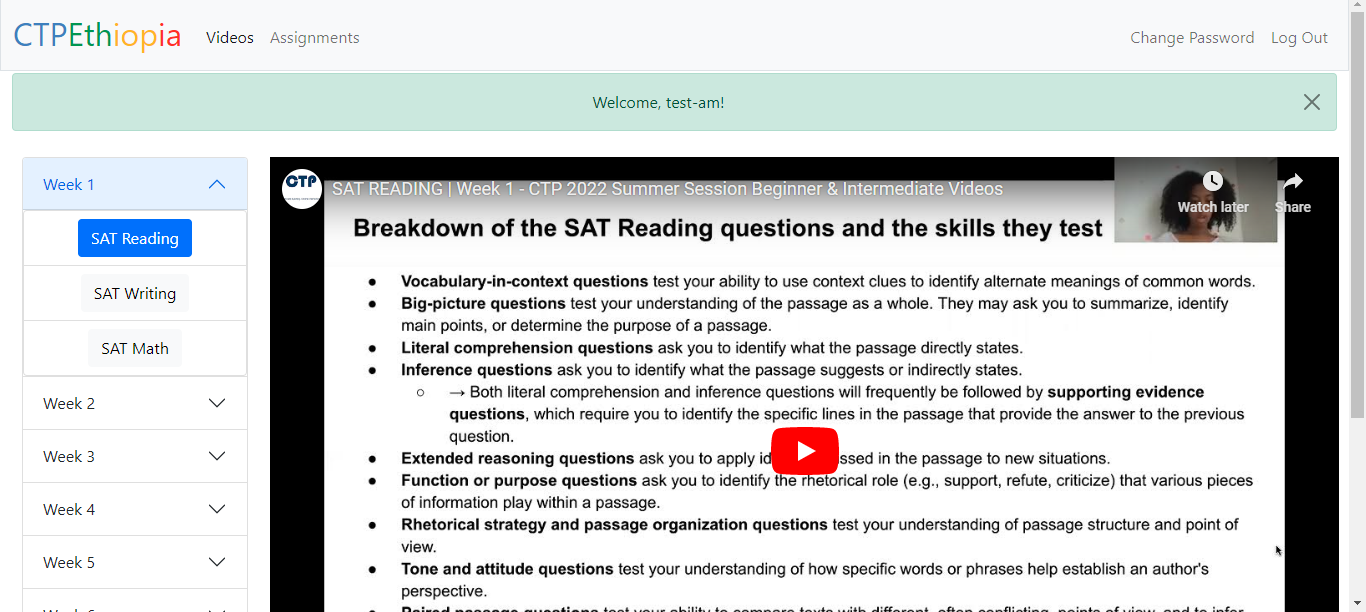 CTPEthiopia Videos Assignments Change Password Log Out
Welcome, test-am!
Week 1
SAT Reading
SAT Writing
SAT Math
Week 2
Week 3
Week 4
Week 5
CTP
SAT READING | Week 1 - CTP 2022 Summer Session Beginner & Intermediate Videos
Watch later
Share
Breakdown of the SAT Reading questions and the skills they test
● Vocabulary-in-context questions test your ability to use context clues to identify alternate meanings of common words.
● Big-picture questions test your understanding of the passage as a whole. They may ask you to summarize, identify
main points, or determine the purpose of a passage.
● Literal comprehension questions ask you to identify what the passage directly states.
● Inference questions ask you to identify what the passage suggests or indirectly states.
○ → Both literal comprehension and inference questions will frequently be followed by supporting evidence
questions, which require you to identify the specific lines in the passage that provide the answer to the previous
question.
● Extended reasoning questions ask you to apply in the passage to new situations.
● Function or purpose questions ask you to identify the rhetorical role (e.g., support, refute, criticize) that various pieces
of information play within a passage.
● Rhetorical strategy and passage organization questions test your understanding of passage structure and point of
view.
● Tone and attitude questions test your understanding of how specific words or phrases help establish an author's
perspective.